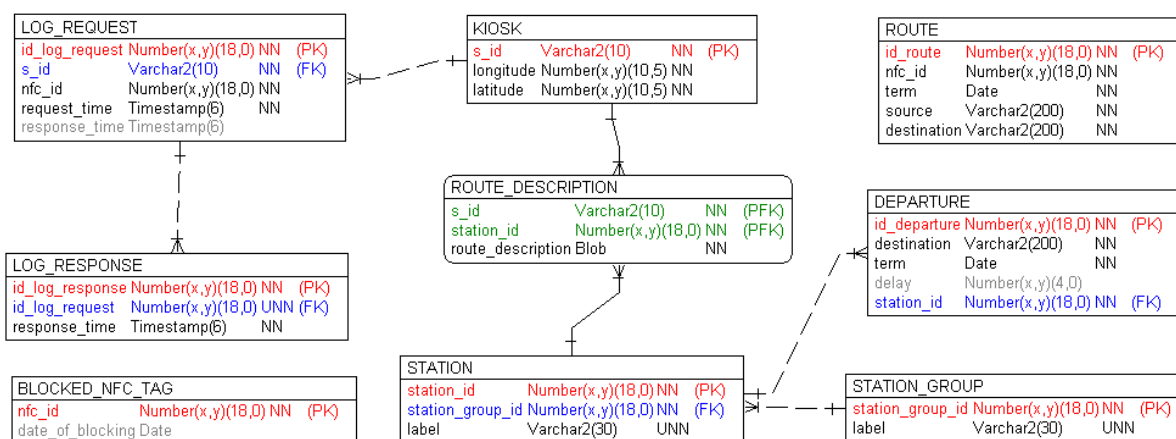 LOG_REQUEST
id_log_request Number(x,y)(18,0) NN (PK)
s_id Varchar2(10) NN (FK)
nfc_id Number(x,y)(18,0) NN
request_time Timestamp(6) NN
response_time Timestamp(6)
KIOSK
s_id Varchar2(10) NN (PK)
longitude Number(x,y)(10,5) NN
latitude Number(x,y)(10,5) NN
ROUTE
id_route Number(x,y)(18,0) NN (PK)
nfc_id Number(x,y)(18,0) NN
term Date NN
source Varchar2(200) NN
destination Varchar2(200) NN
ROUTE_DESCRIPTION
s_id Varchar2(10) NN (PFK)
station_id Number(x,y)(18,0) NN (PFK)
route_description Blob NN
DEPARTURE
id_departure Number(x,y)(18,0) NN (PK)
destination Varchar2(200) NN
term Date NN
delay Number(x,y)(4,0)
station_id Number(x,y)(18,0) NN (FK)
LOG_RESPONSE
id_log_response Number(x,y)(18,0) NN (PK)
id_log_request Number(x,y)(18,0) UNN (FK)
response_time Timestamp(6) NN
STATION
station_id Number(x,y)(18,0) NN (PK)
station_group_id Number(x,y)(18,0) NN (FK)
label Varchar2(30) UNN
BLOCKED_NFC_TAG
nfc_id Number(x,y)(18,0) NN (PK)
date_of_blocking Date
STATION_GROUP
station_group_id Number(x,y)(18,0) NN (PK)
label Varchar2(30) UNN